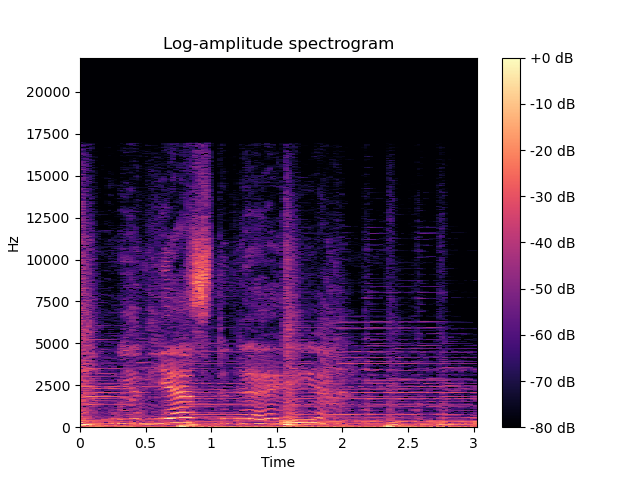 Log-amplitude spectrogram
Hz
20000
17500
15000
12500
10000
7500
5000
2500
0
0 0.5 1 1.5 2 2.5 3
Time
+0 dB
-10 dB
-20 dB
-30 dB
-40 dB
-50 dB
-60 dB
-70 dB
-80 dB